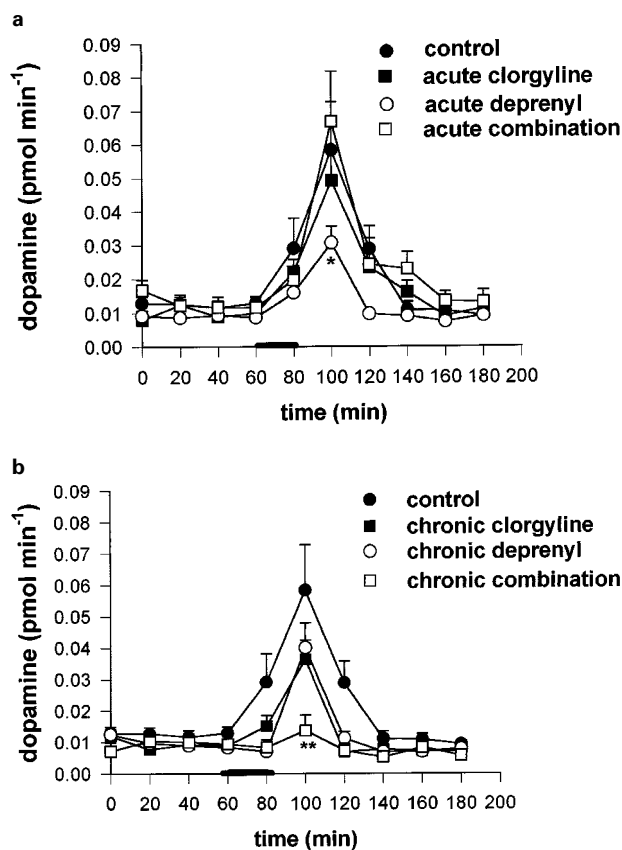 a
control
acute clorgyline
acute deprenyl
acute combination
dopamine (pmol min⁻¹)
0.09
0.08
0.07
0.06
0.05
0.04
0.03
0.02
0.01
0.00
*
0 20 40 60 80 100 120 140 160 180 200
time (min)
b
control
chronic clorgyline
chronic deprenyl
chronic combination
dopamine (pmol min⁻¹)
0.09
0.08
0.07
0.06
0.05
0.04
0.03
0.02
0.01
0.00
**
0 20 40 60 80 100 120 140 160 180 200
time (min)